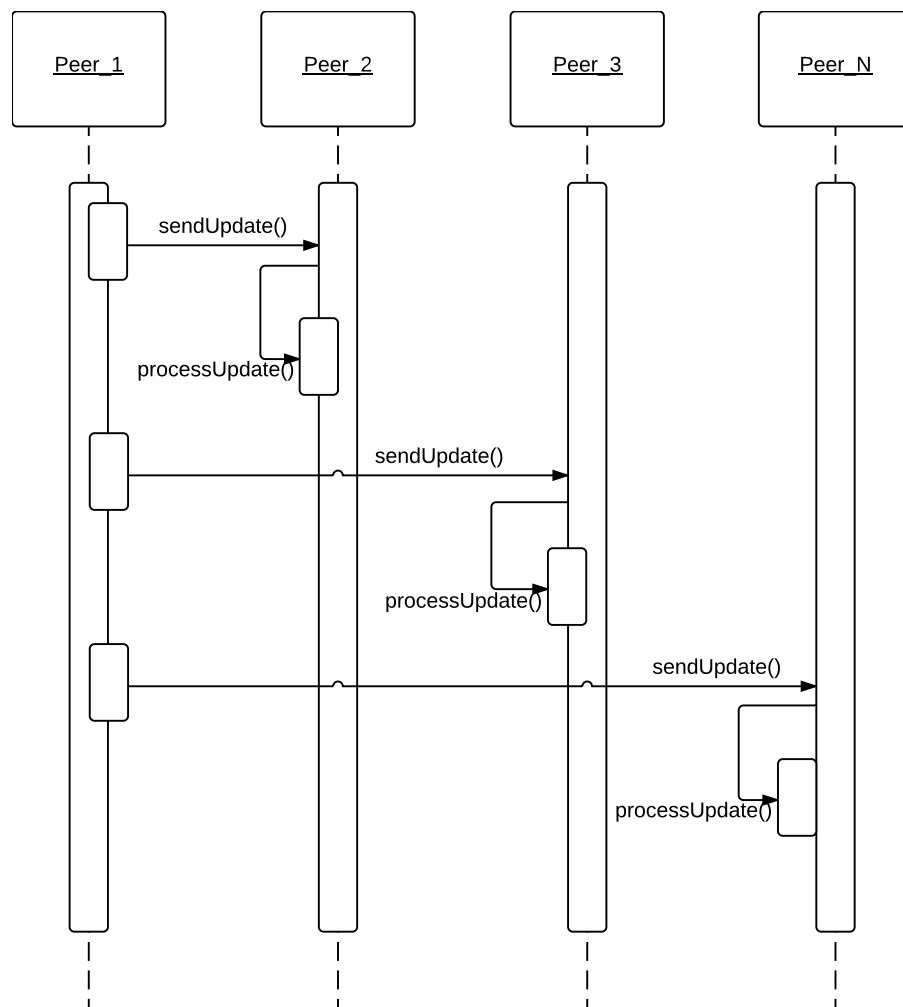 Peer_1
Peer_2
Peer_3
Peer_N
sendUpdate()
processUpdate()
sendUpdate()
processUpdate()
sendUpdate()
processUpdate()